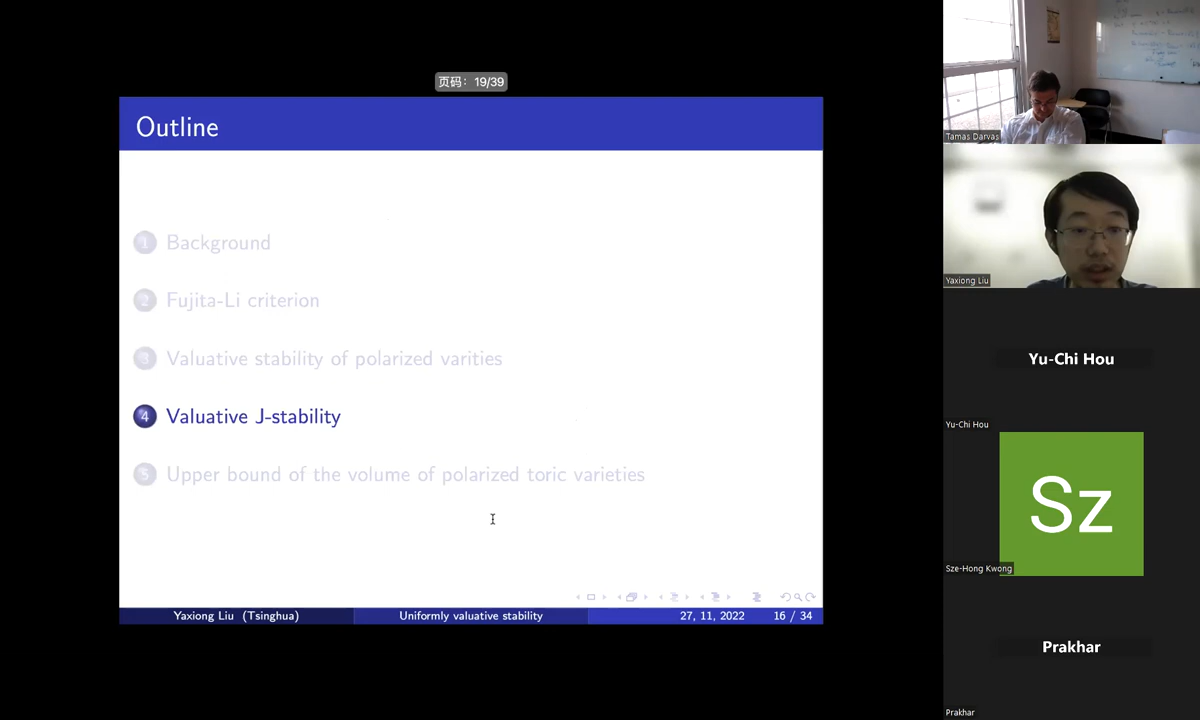 页码：19/39
Outline
1 Background
2 Fujita-Li criterion
3 Valuative stability of polarized varities
4 Valuative J-stability
5 Upper bound of the volume of polarized toric varieties
Yaxiong Liu (Tsinghua) Uniformly valuative stability 27, 11, 2022 16 / 34
Tamas Darvas
Yaxiong Liu
Yu-Chi Hou
Yu-Chi Hou
Sz
Sze-Hong Kwong
Prakhar
Prakhar